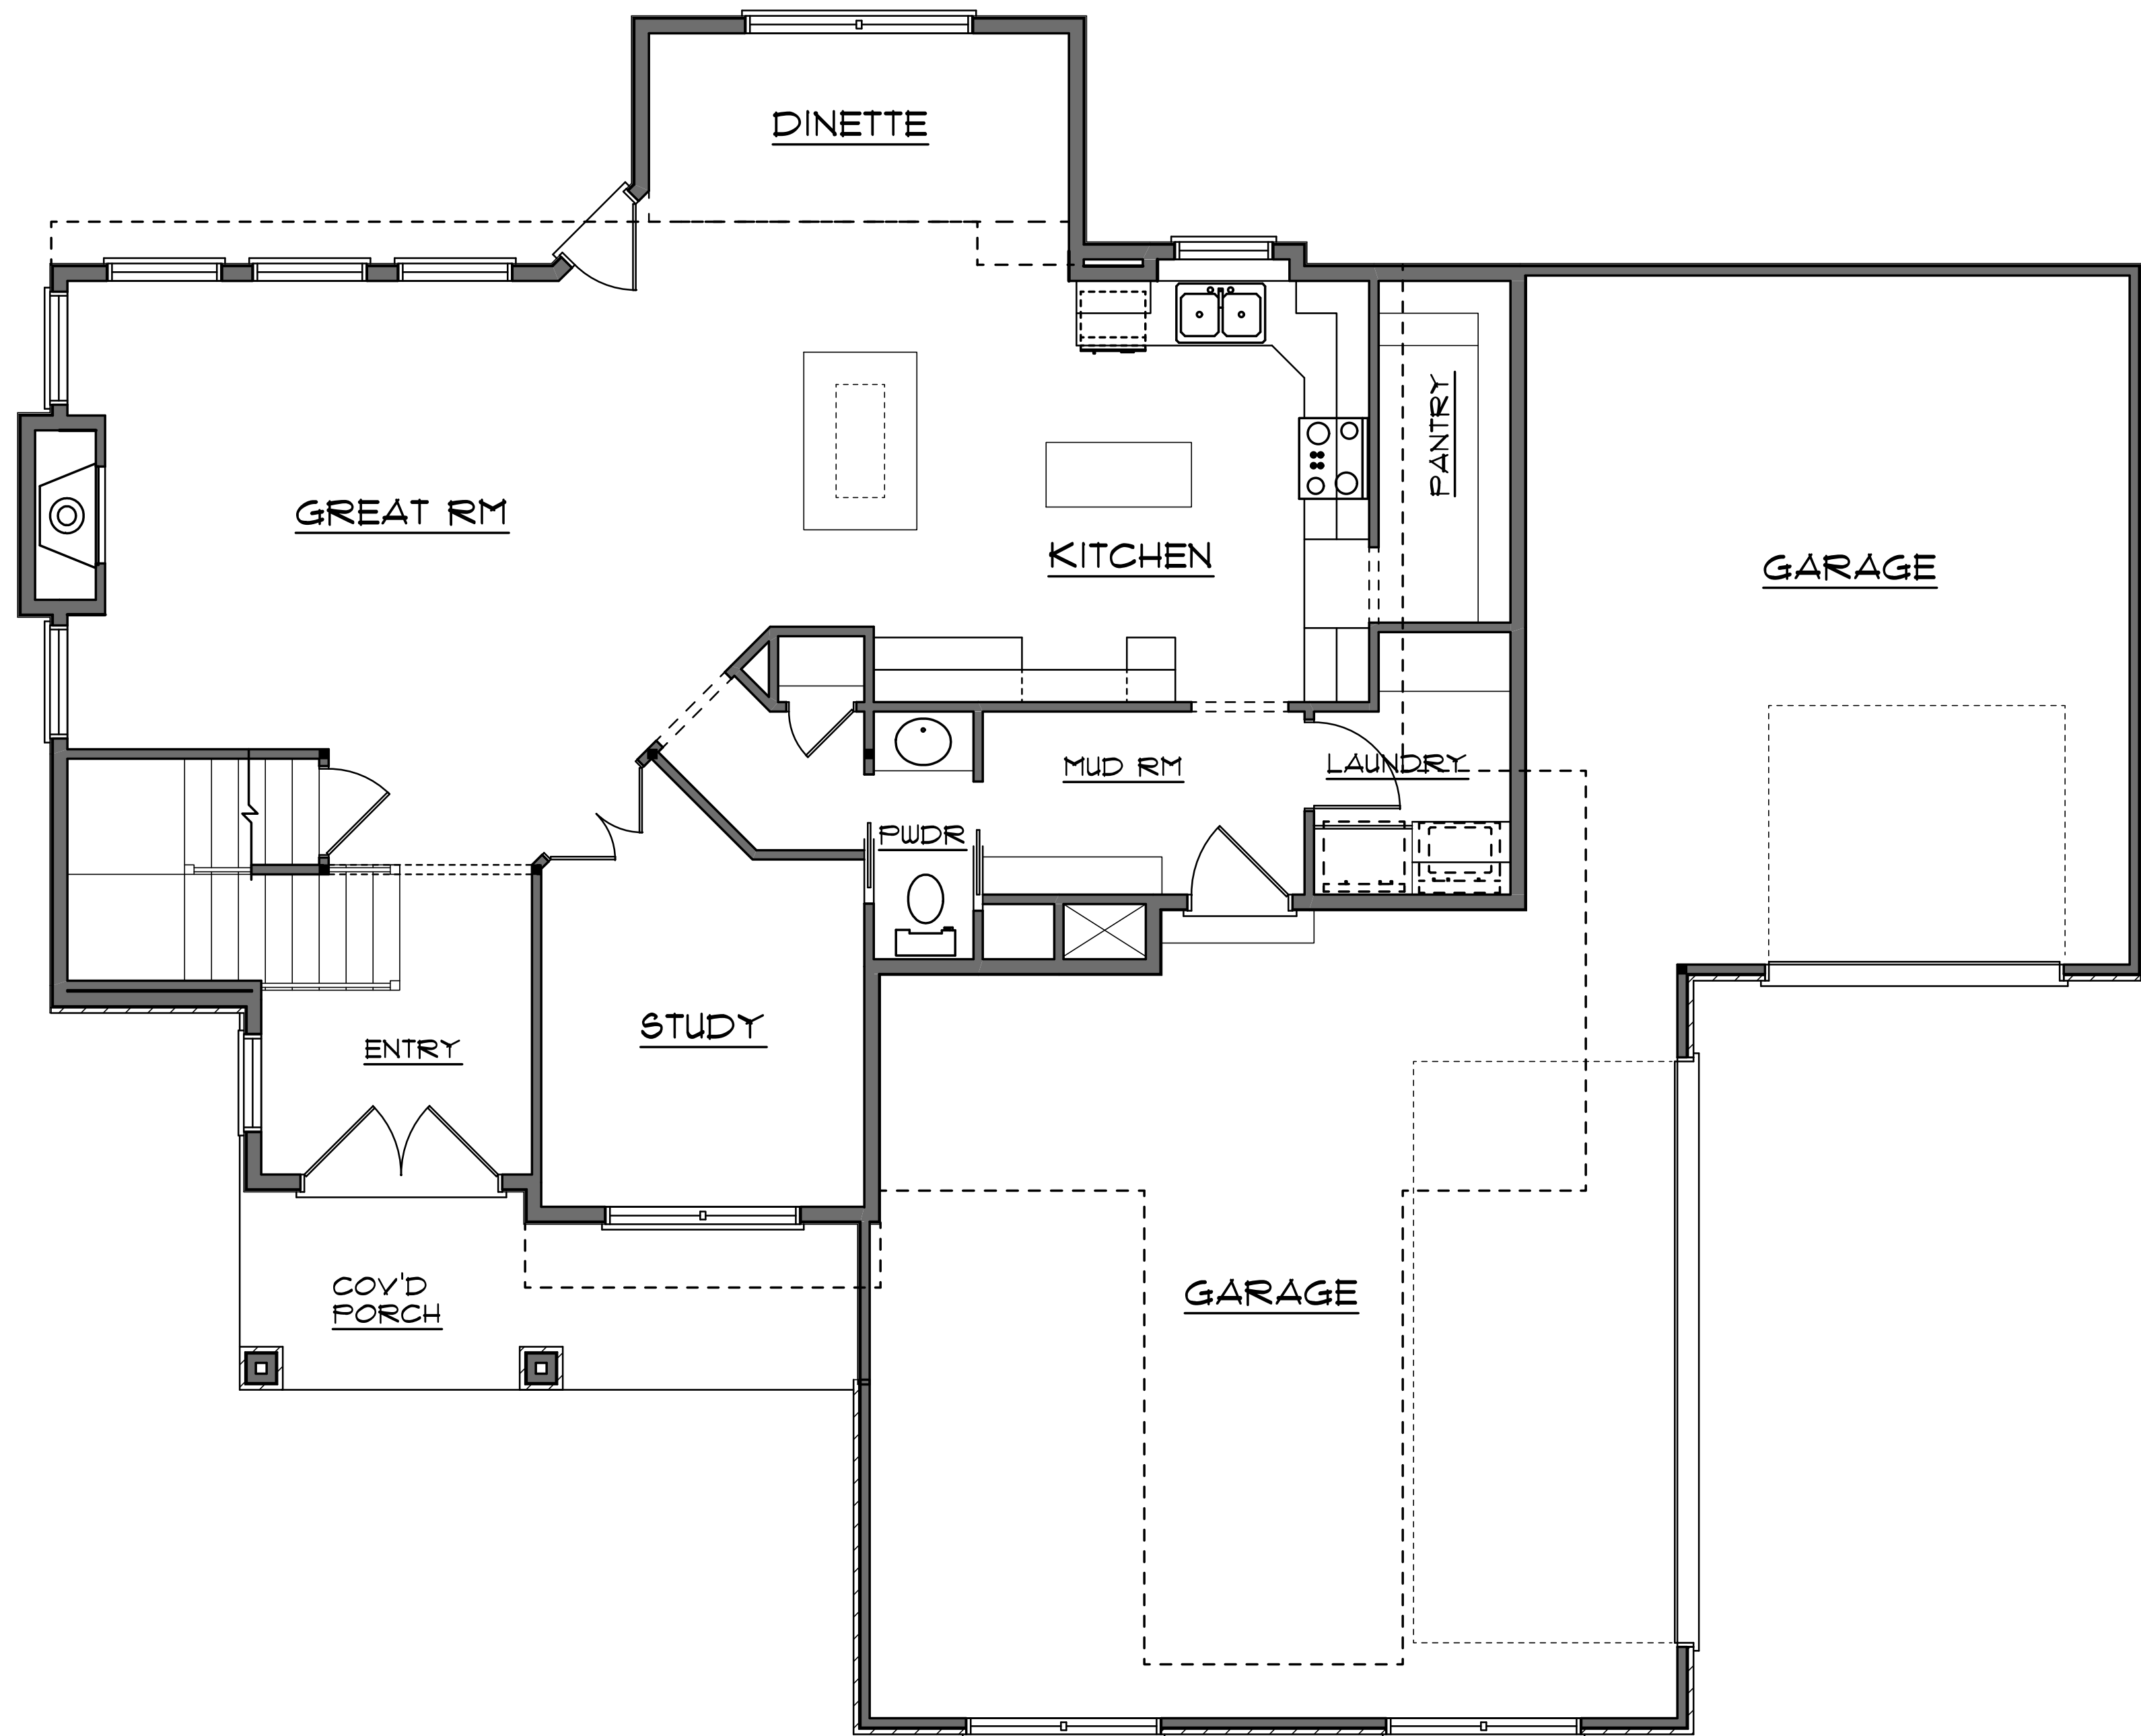 DINETTE
GREAT RM
KITCHEN
PANTRY
GARAGE
MUD RM
LAUNDRY
PWDR
STUDY
ENTRY
COV'D
PORCH
GARAGE